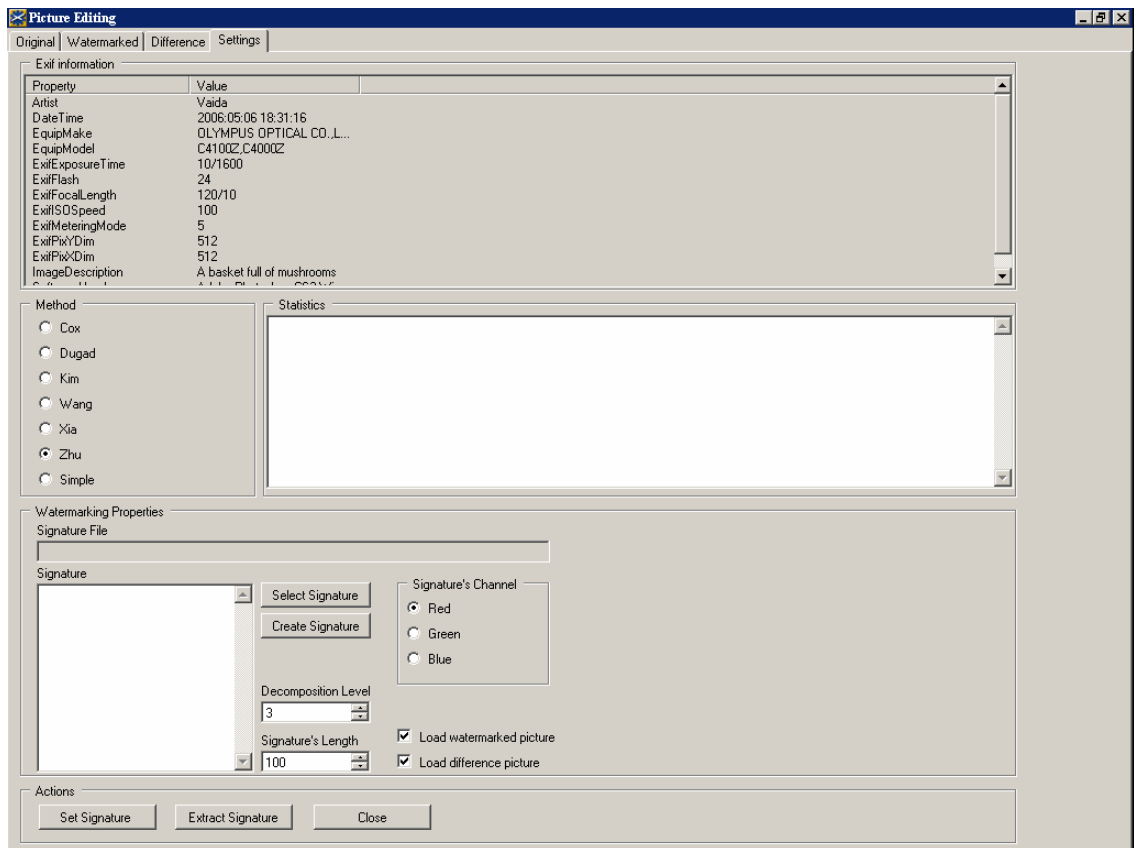 Picture Editing
Original Watermarked Difference Settings
Exif information
Property Value
Artist Vaida
DateTime 2006:05:06 18:31:16
EquipMake OLYMPUS OPTICAL CO.,L...
EquipModel C4100Z,C4000Z
ExifExposureTime 10/1600
ExifFlash 24
ExifFocalLength 120/10
ExifISOSpeed 100
ExifMeteringMode 5
ExifPixYDim 512
ExifPixXDim 512
ImageDescription A basket full of mushrooms
Method
Cox
Dugad
Kim
Wang
Xia
Zhu
Simple
Statistics
Watermarking Properties
Signature File
Signature
Select Signature
Create Signature
Signature's Channel
Red
Green
Blue
Decomposition Level
3
Signature's Length
100
Load watermarked picture
Load difference picture
Actions
Set Signature Extract Signature Close